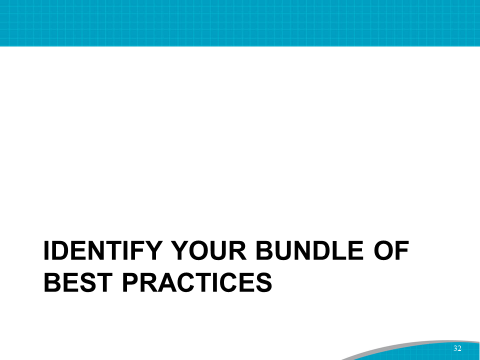 IDENTIFY YOUR BUNDLE OF
BEST PRACTICES
32